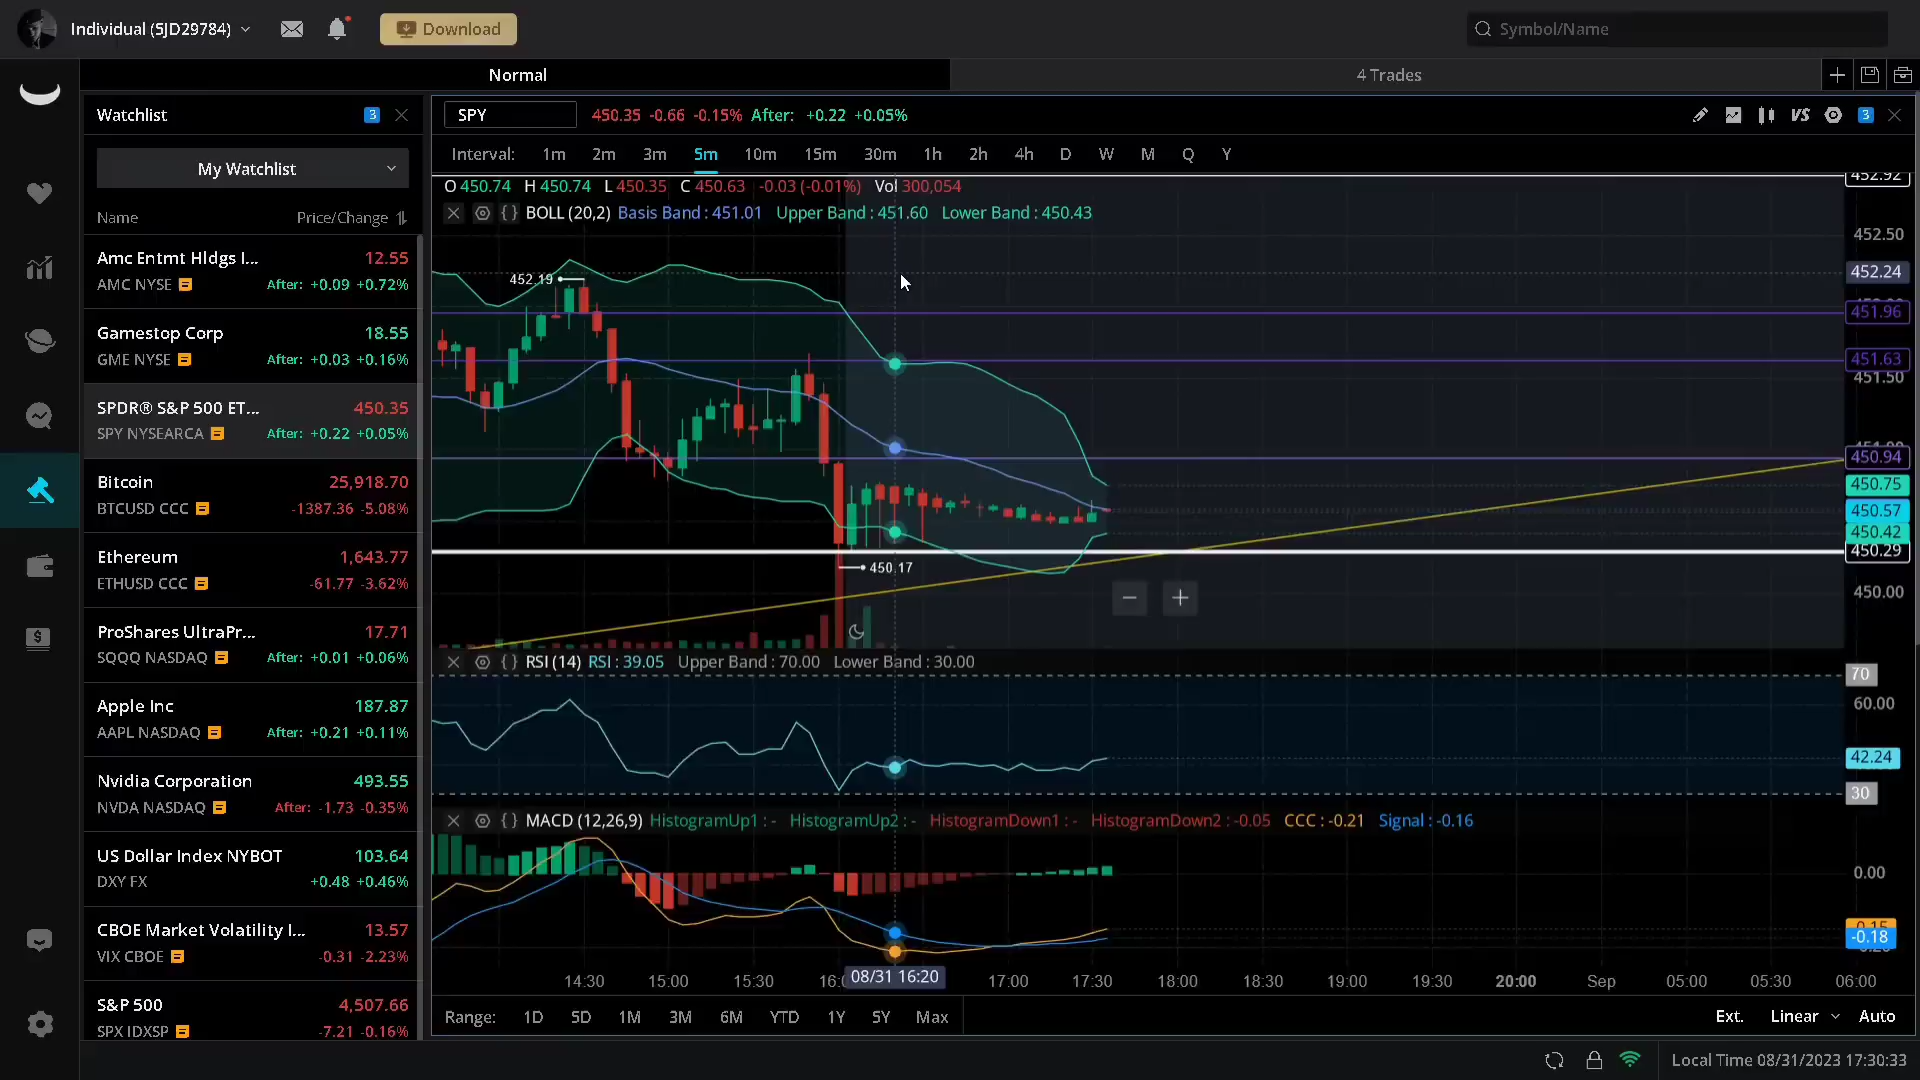 Individual (5JD29784)
Download
Symbol/Name
Normal
4 Trades
Watchlist
3
My Watchlist
Name
Price/Change
Amc Entmt Hldgs I...
12.55
AMC NYSE
After: +0.09 +0.72%
Gamestop Corp
18.55
GME NYSE
After: +0.03 +0.16%
SPDR® S&P 500 ET...
450.35
SPY NYSEARCA
After: +0.22 +0.05%
Bitcoin
25,918.70
BTCUSD CCC
-1387.36 -5.08%
Ethereum
1,643.77
ETHUSD CCC
-61.77 -3.62%
ProShares UltraPr...
17.71
SQQQ NASDAQ
After: +0.01 +0.06%
Apple Inc
187.87
AAPL NASDAQ
After: +0.21 +0.11%
Nvidia Corporation
493.55
NVDA NASDAQ
After: -1.73 -0.35%
US Dollar Index NYBOT
103.64
DXY FX
+0.48 +0.46%
CBOE Market Volatility I...
13.57
VIX CBOE
-0.31 -2.23%
S&P 500
4,507.66
SPX IDXSP
-7.21 -0.16%
SPY
450.35 -0.66 -0.15% After: +0.22 +0.05%
VS
3
Interval: 1m 2m 3m 5m 10m 15m 30m 1h 2h 4h D W M Q Y
O 450.74 H 450.74 L 450.35 C 450.63 -0.03 (-0.01%) Vol 300,054
BOLL (20,2) Basis Band : 451.01 Upper Band : 451.60 Lower Band : 450.43
452.19
450.17
452.92
452.50
452.24
451.96
451.63
451.50
450.94
450.75
450.57
450.42
450.29
450.00
− +
RSI (14) RSI : 39.05 Upper Band : 70.00 Lower Band : 30.00
70
60.00
42.24
30
MACD (12,26,9) HistogramUp1 : - HistogramUp2 : - HistogramDown1 : - HistogramDown2 : -0.05 CCC : -0.21 Signal : -0.16
0.00
-0.18
14:30 15:00 15:30 08/31 16:20 17:00 17:30 18:00 18:30 19:00 19:30 20:00 Sep 05:00 05:30 06:00
Range: 1D 5D 1M 3M 6M YTD 1Y 5Y Max
Ext. Linear Auto
Local Time 08/31/2023 17:30:33